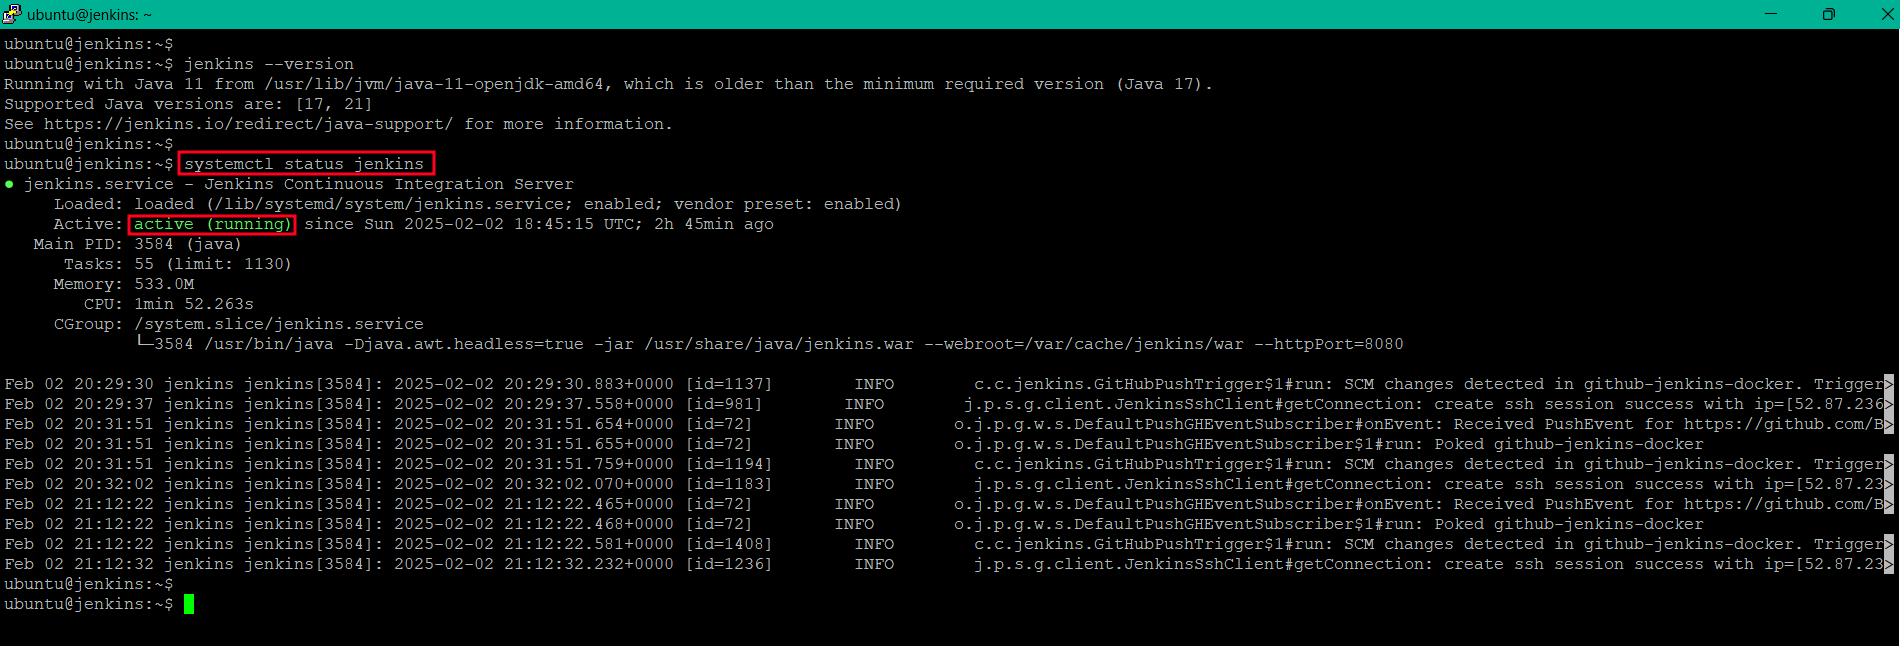 ubuntu@jenkins: ~
ubuntu@jenkins:~$
ubuntu@jenkins:~$ jenkins --version
Running with Java 11 from /usr/lib/jvm/java-11-openjdk-amd64, which is older than the minimum required version (Java 17).
Supported Java versions are: [17, 21]
See https://jenkins.io/redirect/java-support/ for more information.
ubuntu@jenkins:~$
ubuntu@jenkins:~$ systemctl status jenkins
● jenkins.service - Jenkins Continuous Integration Server
Loaded: loaded (/lib/systemd/system/jenkins.service; enabled; vendor preset: enabled)
Active: active (running) since Sun 2025-02-02 18:45:15 UTC; 2h 45min ago
Main PID: 3584 (java)
Tasks: 55 (limit: 1130)
Memory: 533.0M
CPU: 1min 52.263s
CGroup: /system.slice/jenkins.service
└─3584 /usr/bin/java -Djava.awt.headless=true -jar /usr/share/java/jenkins.war --webroot=/var/cache/jenkins/war --httpPort=8080
Feb 02 20:29:30 jenkins jenkins[3584]: 2025-02-02 20:29:30.883+0000 [id=1137] INFO c.c.jenkins.GitHubPushTrigger$1#run: SCM changes detected in github-jenkins-docker. Trigger>
Feb 02 20:29:37 jenkins jenkins[3584]: 2025-02-02 20:29:37.558+0000 [id=981] INFO j.p.s.g.client.JenkinsSshClient#getConnection: create ssh session success with ip=[52.87.236>
Feb 02 20:31:51 jenkins jenkins[3584]: 2025-02-02 20:31:51.654+0000 [id=72] INFO o.j.p.g.w.s.DefaultPushGHEventSubscriber#onEvent: Received PushEvent for https://github.com/B>
Feb 02 20:31:51 jenkins jenkins[3584]: 2025-02-02 20:31:51.655+0000 [id=72] INFO o.j.p.g.w.s.DefaultPushGHEventSubscriber$1#run: Poked github-jenkins-docker
Feb 02 20:31:51 jenkins jenkins[3584]: 2025-02-02 20:31:51.759+0000 [id=1194] INFO c.c.jenkins.GitHubPushTrigger$1#run: SCM changes detected in github-jenkins-docker. Trigger>
Feb 02 20:32:02 jenkins jenkins[3584]: 2025-02-02 20:32:02.070+0000 [id=1183] INFO j.p.s.g.client.JenkinsSshClient#getConnection: create ssh session success with ip=[52.87.23>
Feb 02 21:12:22 jenkins jenkins[3584]: 2025-02-02 21:12:22.465+0000 [id=72] INFO o.j.p.g.w.s.DefaultPushGHEventSubscriber#onEvent: Received PushEvent for https://github.com/B>
Feb 02 21:12:22 jenkins jenkins[3584]: 2025-02-02 21:12:22.468+0000 [id=72] INFO o.j.p.g.w.s.DefaultPushGHEventSubscriber$1#run: Poked github-jenkins-docker
Feb 02 21:12:22 jenkins jenkins[3584]: 2025-02-02 21:12:22.581+0000 [id=1408] INFO c.c.jenkins.GitHubPushTrigger$1#run: SCM changes detected in github-jenkins-docker. Trigger>
Feb 02 21:12:32 jenkins jenkins[3584]: 2025-02-02 21:12:32.232+0000 [id=1236] INFO j.p.s.g.client.JenkinsSshClient#getConnection: create ssh session success with ip=[52.87.23>
ubuntu@jenkins:~$
ubuntu@jenkins:~$